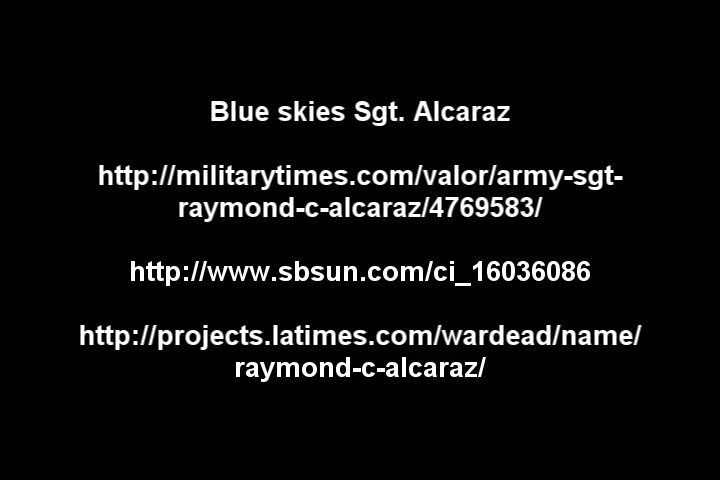 Blue skies Sgt. Alcaraz
http://militarytimes.com/valor/army-sgt-
raymond-c-alcaraz/4769583/
http://www.sbsun.com/ci_16036086
http://projects.latimes.com/wardead/name/
raymond-c-alcaraz/